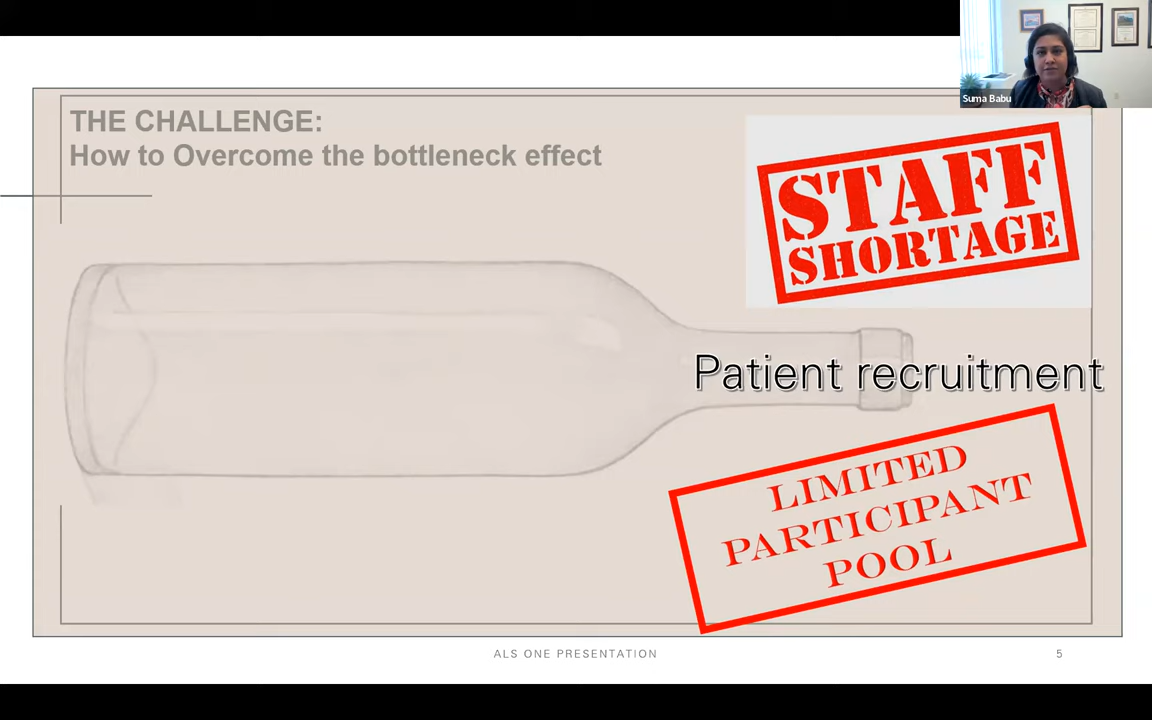 Suma Babu
THE CHALLENGE:
How to Overcome the bottleneck effect
STAFF
SHORTAGE
Patient recruitment
LIMITED
PARTICIPANT
POOL
ALS ONE PRESENTATION
5